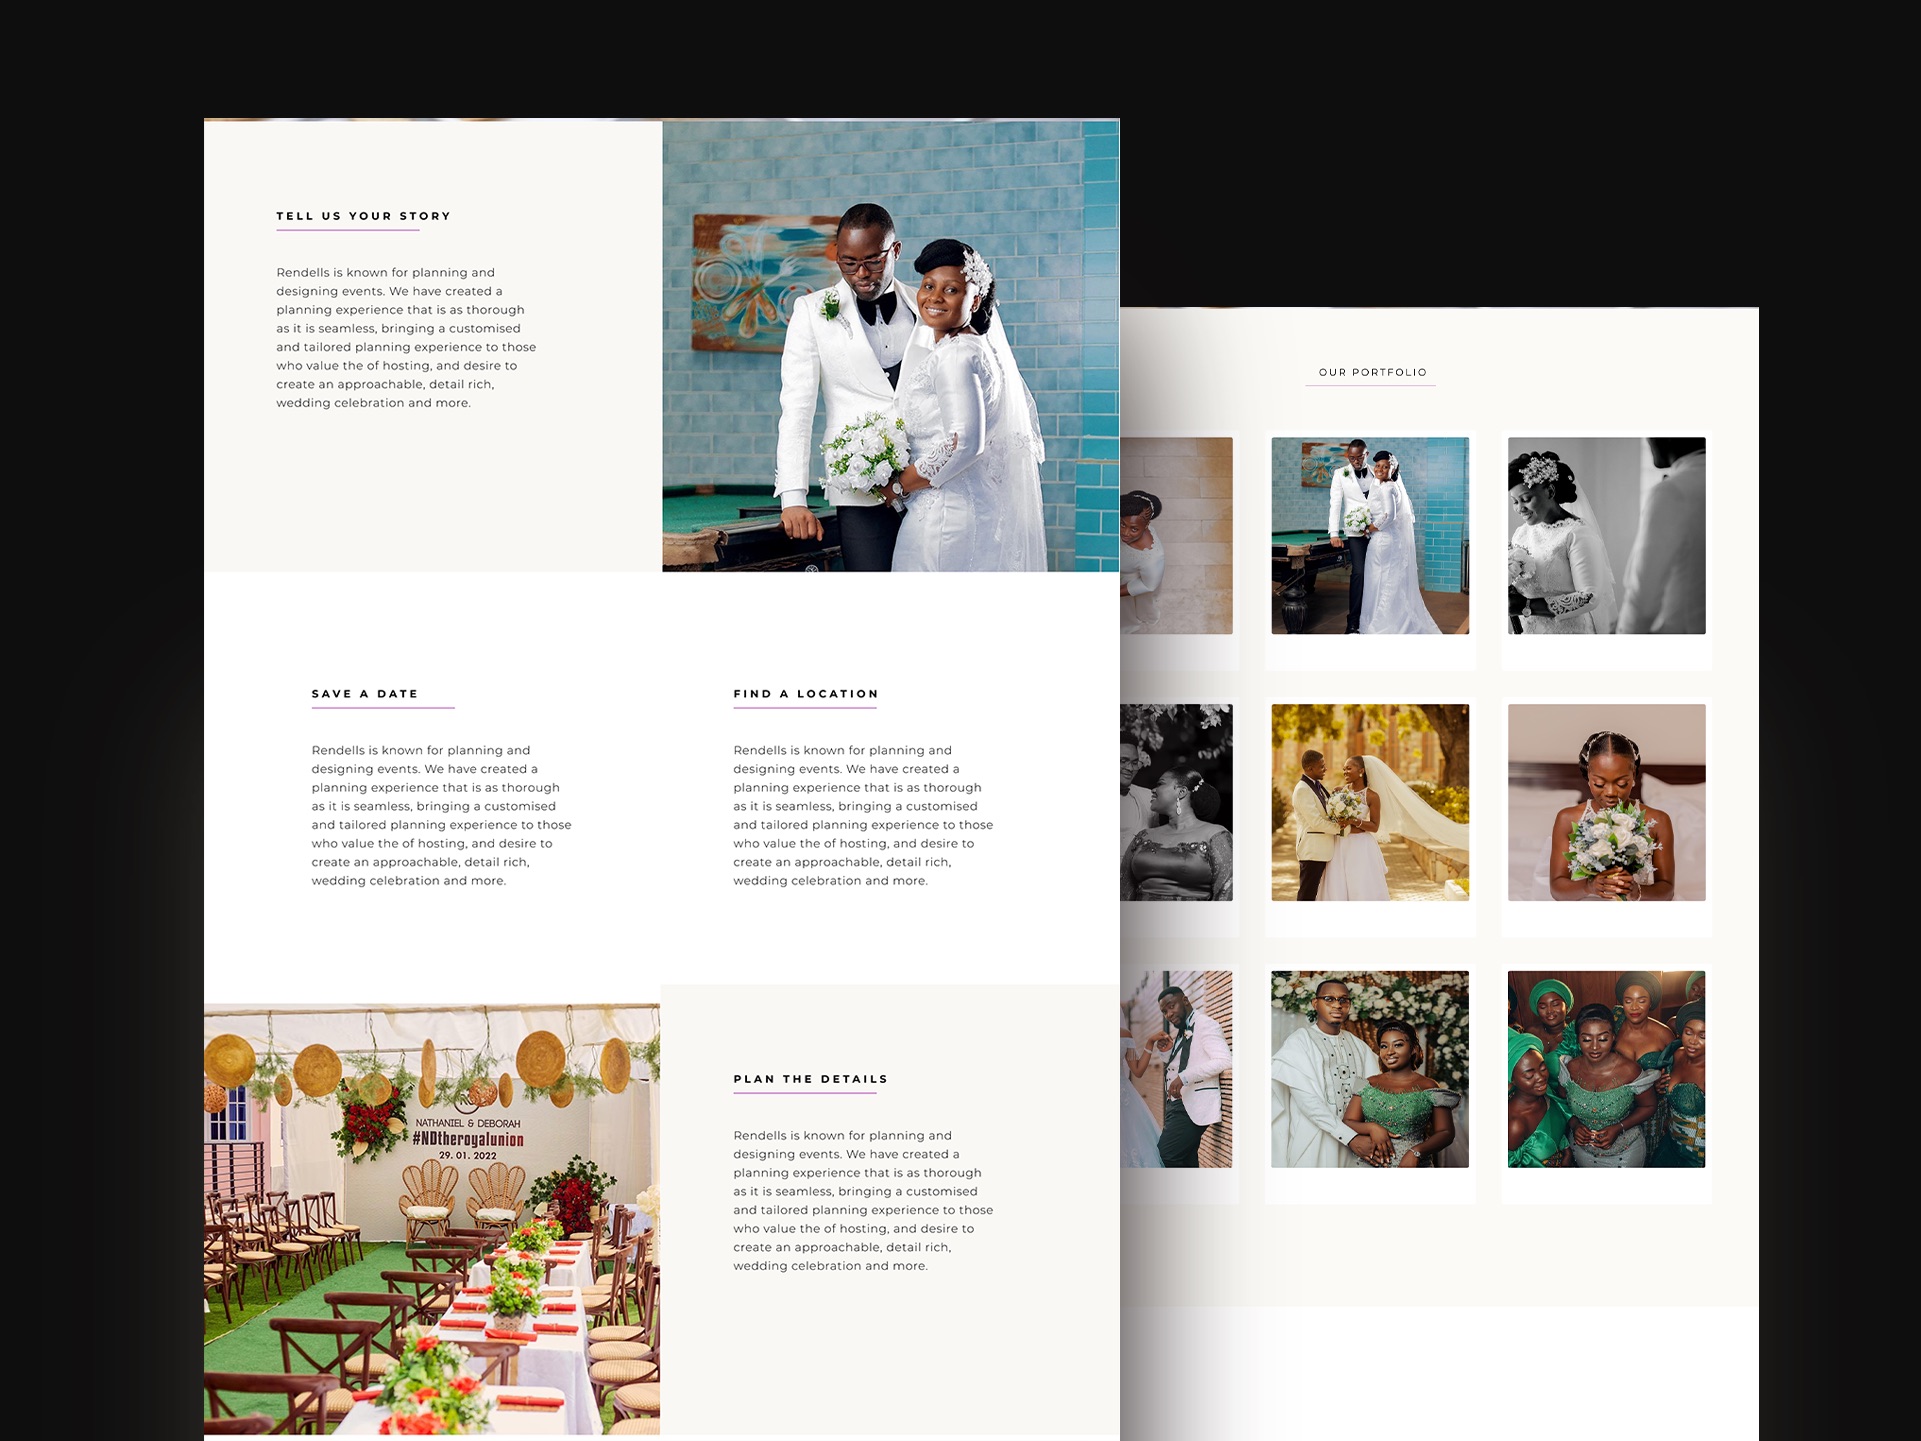 TELL US YOUR STORY
Rendells is known for planning and
designing events. We have created a
planning experience that is as thorough
as it is seamless, bringing a customised
and tailored planning experience to those
who value the of hosting, and desire to
create an approachable, detail rich,
wedding celebration and more.
SAVE A DATE
Rendells is known for planning and
designing events. We have created a
planning experience that is as thorough
as it is seamless, bringing a customised
and tailored planning experience to those
who value the of hosting, and desire to
create an approachable, detail rich,
wedding celebration and more.
FIND A LOCATION
Rendells is known for planning and
designing events. We have created a
planning experience that is as thorough
as it is seamless, bringing a customised
and tailored planning experience to those
who value the of hosting, and desire to
create an approachable, detail rich,
wedding celebration and more.
NATHANIEL & DEBORAH
#NDtheroyalunion
29. 01. 2022
PLAN THE DETAILS
Rendells is known for planning and
designing events. We have created a
planning experience that is as thorough
as it is seamless, bringing a customised
and tailored planning experience to those
who value the of hosting, and desire to
create an approachable, detail rich,
wedding celebration and more.
OUR PORTFOLIO